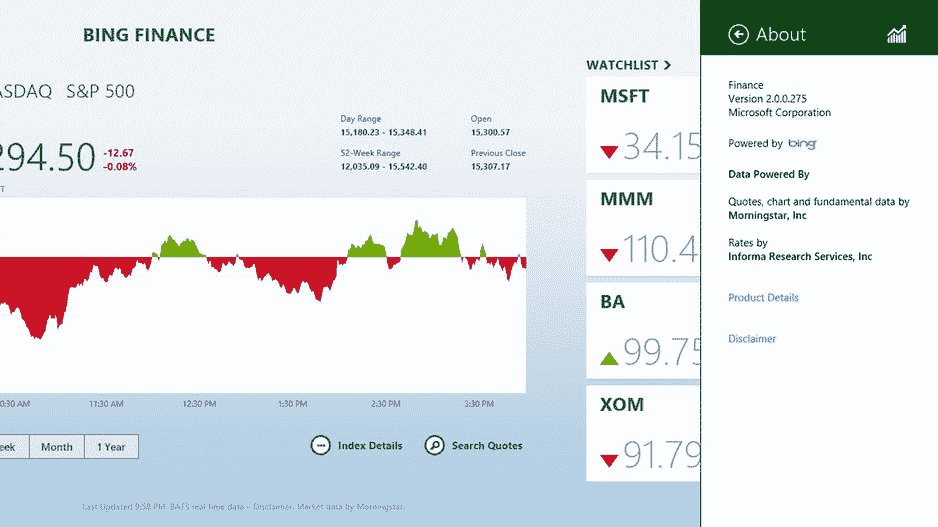 BING FINANCE
ASDAQ S&P 500
294.50
-12.67
-0.08%
Day Range
15,180.23 - 15,348.41
Open
15,300.57
52-Week Range
12,035.09 - 15,542.40
Previous Close
15,307.17
T
0:30 AM 11:30 AM 12:30 PM 1:30 PM 2:30 PM 3:30 PM
eek Month 1 Year
Index Details Search Quotes
Last Updated 9:58 PM. BATS real time data - Disclaimer. Market data by Morningstar.
WATCHLIST
MSFT
34.15
MMM
110.4
BA
99.75
XOM
91.79
About
Finance
Version 2.0.0.275
Microsoft Corporation
Powered by bing
Data Powered By
Quotes, chart and fundamental data by
Morningstar, Inc
Rates by
Informa Research Services, Inc
Product Details
Disclaimer